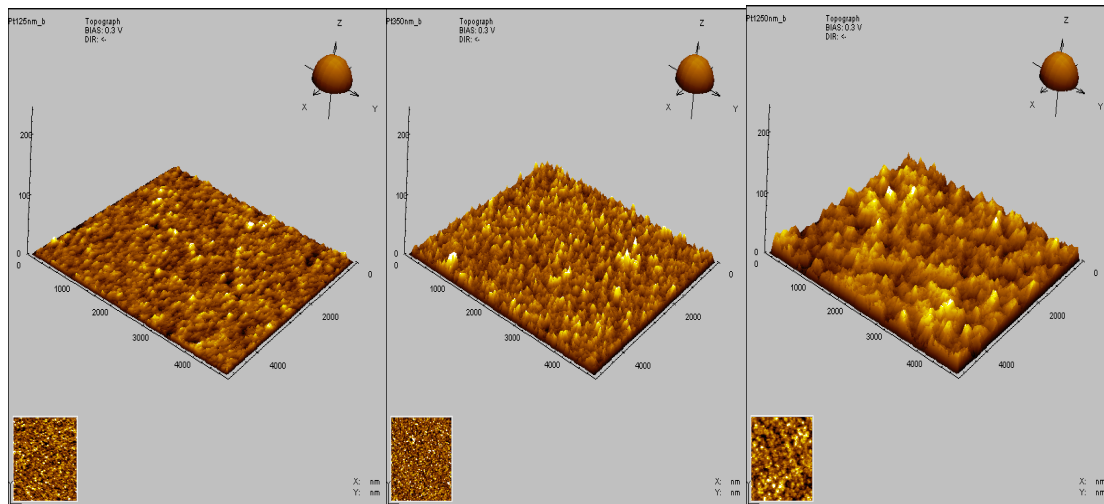 Pt125nm_b
Topograph
BIAS: 0.3 V
DIR: <-
Z
X
Y
200
100
0
0
1000
2000
3000
4000
4000
2000
0
X: nm
Y: nm
Pt350nm_b
Topograph
BIAS: 0.3 V
DIR: <-
Z
X
Y
200
100
0
0
1000
2000
3000
4000
4000
2000
0
X: nm
Y: nm
Pt1250nm_b
Topograph
BIAS: 0.3 V
DIR: <-
Z
X
Y
200
100
0
0
1000
2000
3000
4000
4000
2000
0
X: nm
Y: nm